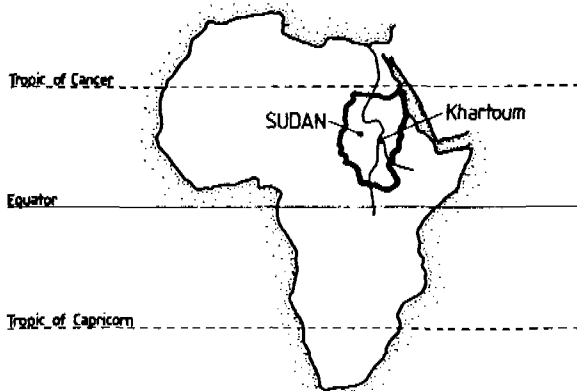 Tropic of Cancer
SUDAN
Khartoum
Equator
Tropic of Capricorn